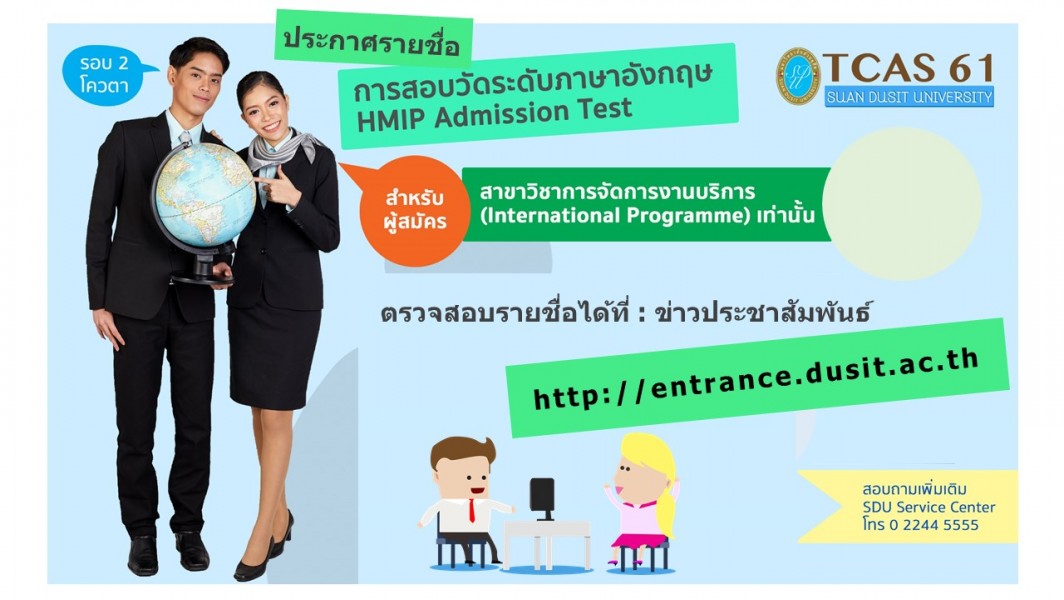 รอบ 2
โควตา
ประกาศรายชื่อ
การสอบวัดระดับภาษาอังกฤษ
HMIP Admission Test
TCAS 61
SUAN DUSIT UNIVERSITY
สำหรับ
ผู้สมัคร
สาขาวิชาการจัดการงานบริการ
(International Programme) เท่านั้น
ตรวจสอบรายชื่อได้ที่ : ข่าวประชาสัมพันธ์
http://entrance.dusit.ac.th
สอบถามเพิ่มเติม
SDU Service Center
โทร 0 2244 5555